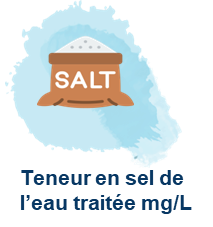 SALT
Teneur en sel de
l'eau traitée mg/L